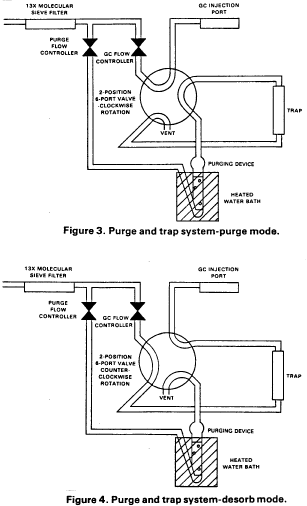 13X MOLECULAR
SIEVE FILTER
GC INJECTION
PORT
PURGE
FLOW
CONTROLLER
GC FLOW
CONTROLLER
2-POSITION
6-PORT VALVE
-CLOCKWISE
ROTATION
TRAP
VENT
PURGING DEVICE
HEATED
WATER BATH
Figure 3. Purge and trap system-purge mode.
13X MOLECULAR
SIEVE FILTER
GC INJECTION
PORT
PURGE
FLOW
CONTROLLER
GC FLOW
CONTROLLER
2-POSITION
6-PORT VALVE
COUNTER-
CLOCKWISE
ROTATION
TRAP
VENT
PURGING DEVICE
HEATED
WATER BATH
Figure 4. Purge and trap system-desorb mode.